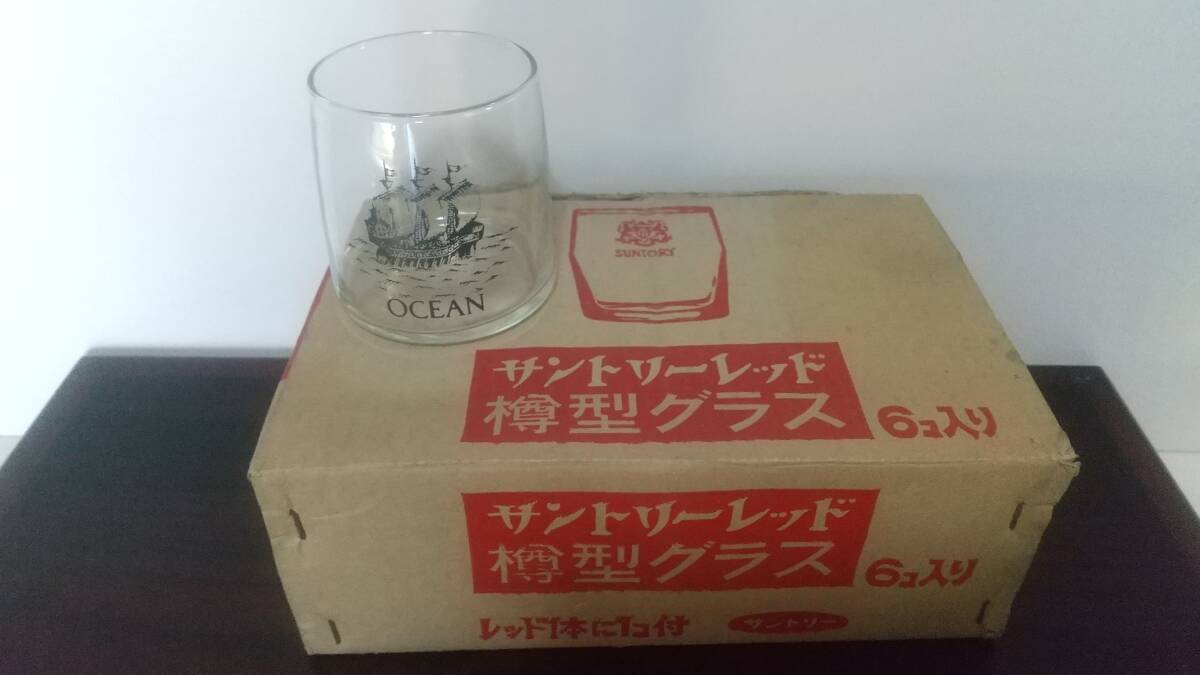 OCEAN
SUNTORY
サントリーレッド
樽型グラス
6コ入り
サントリーレッド
樽型グラス
6コ入り
レッド1本に1コ付
サントリー